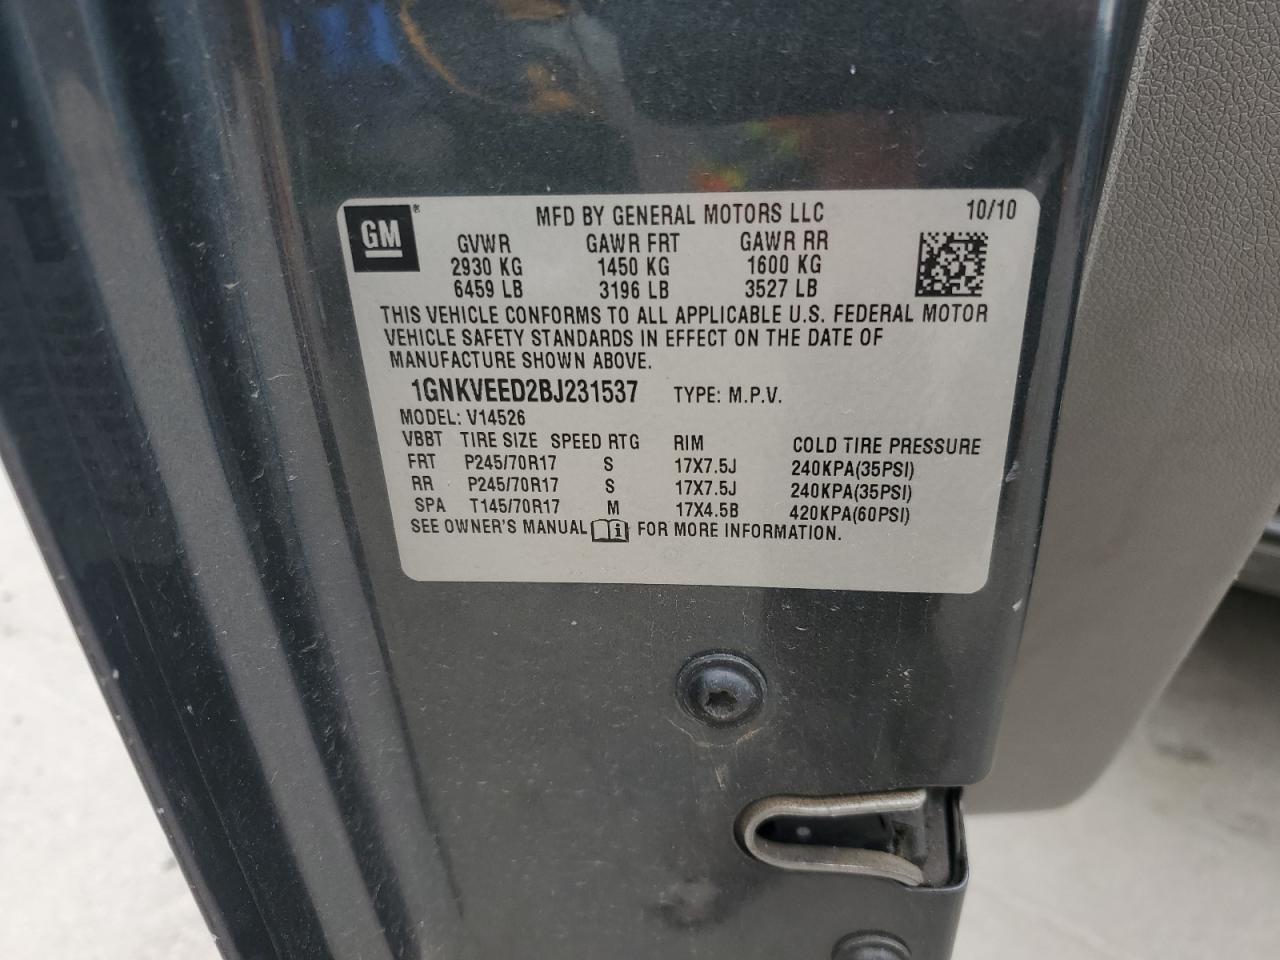 GM® MFD BY GENERAL MOTORS LLC 10/10
GVWR GAWR FRT GAWR RR
2930 KG 1450 KG 1600 KG
6459 LB 3196 LB 3527 LB
THIS VEHICLE CONFORMS TO ALL APPLICABLE U.S. FEDERAL MOTOR
VEHICLE SAFETY STANDARDS IN EFFECT ON THE DATE OF
MANUFACTURE SHOWN ABOVE.
1GNKVEED2BJ231537 TYPE: M.P.V.
MODEL: V14526
VBBT TIRE SIZE SPEED RTG RIM COLD TIRE PRESSURE
FRT P245/70R17 S 17X7.5J 240KPA(35PSI)
RR P245/70R17 S 17X7.5J 240KPA(35PSI)
SPA T145/70R17 M 17X4.5B 420KPA(60PSI)
SEE OWNER'S MANUAL i FOR MORE INFORMATION.